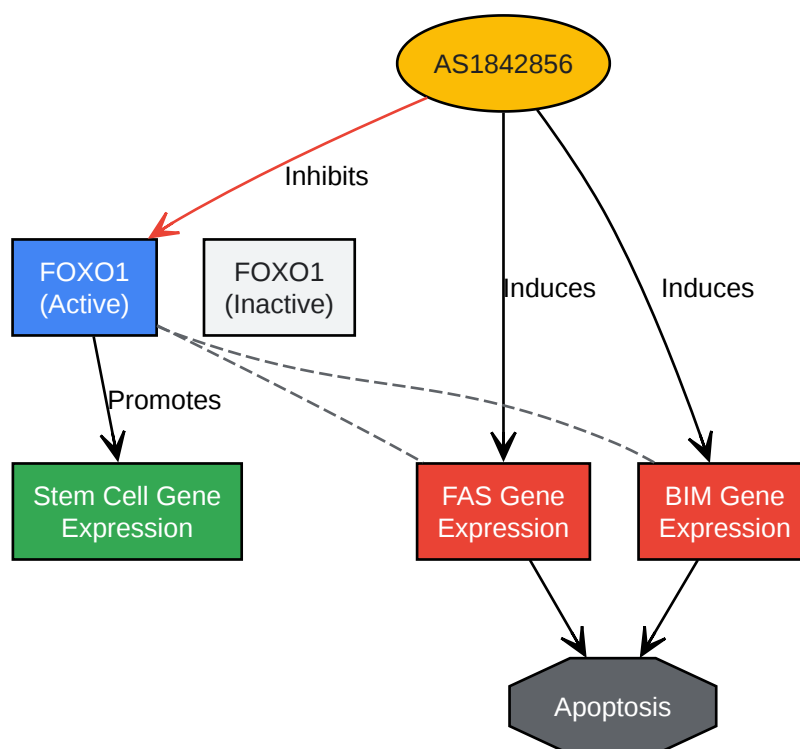 AS1842856
Inhibits
FOXO1
(Active)
FOXO1
(Inactive)
Induces
Induces
Promotes
Stem Cell Gene
Expression
FAS Gene
Expression
BIM Gene
Expression
Apoptosis